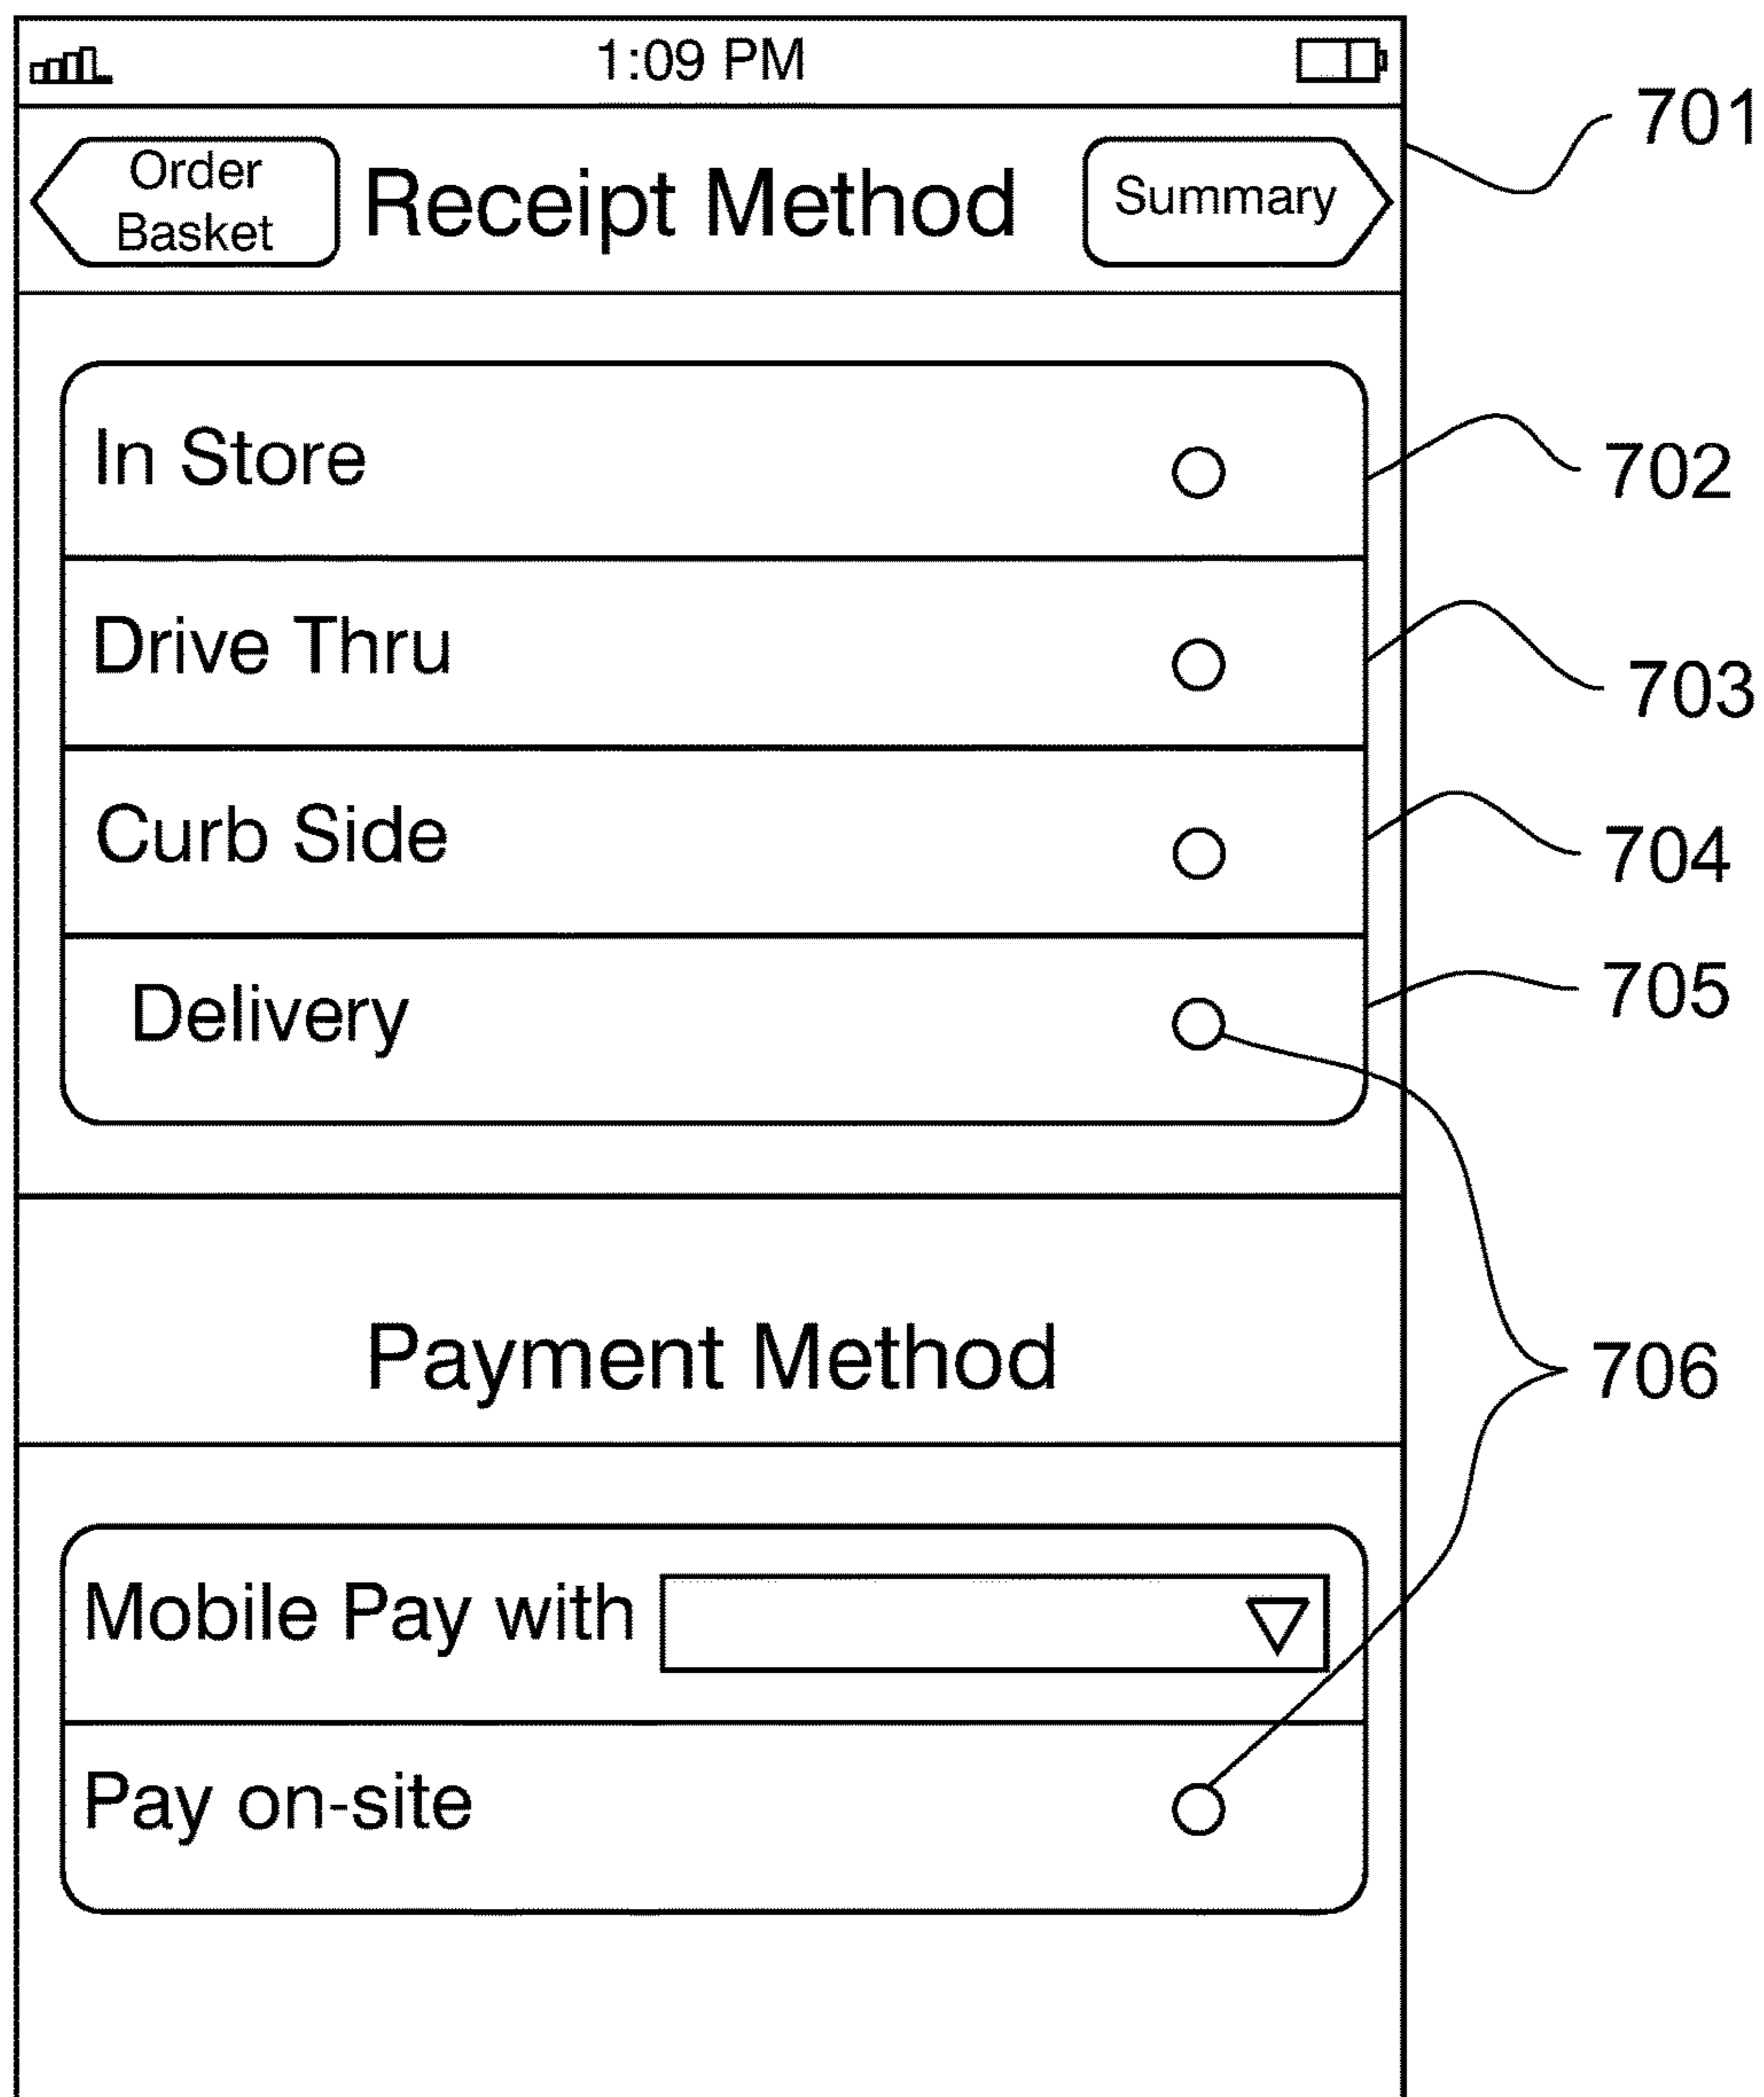 1:09 PM
Order
Basket
Receipt Method
Summary
701
In Store
702
Drive Thru
703
Curb Side
704
Delivery
705
Payment Method
706
Mobile Pay with
Pay on-site